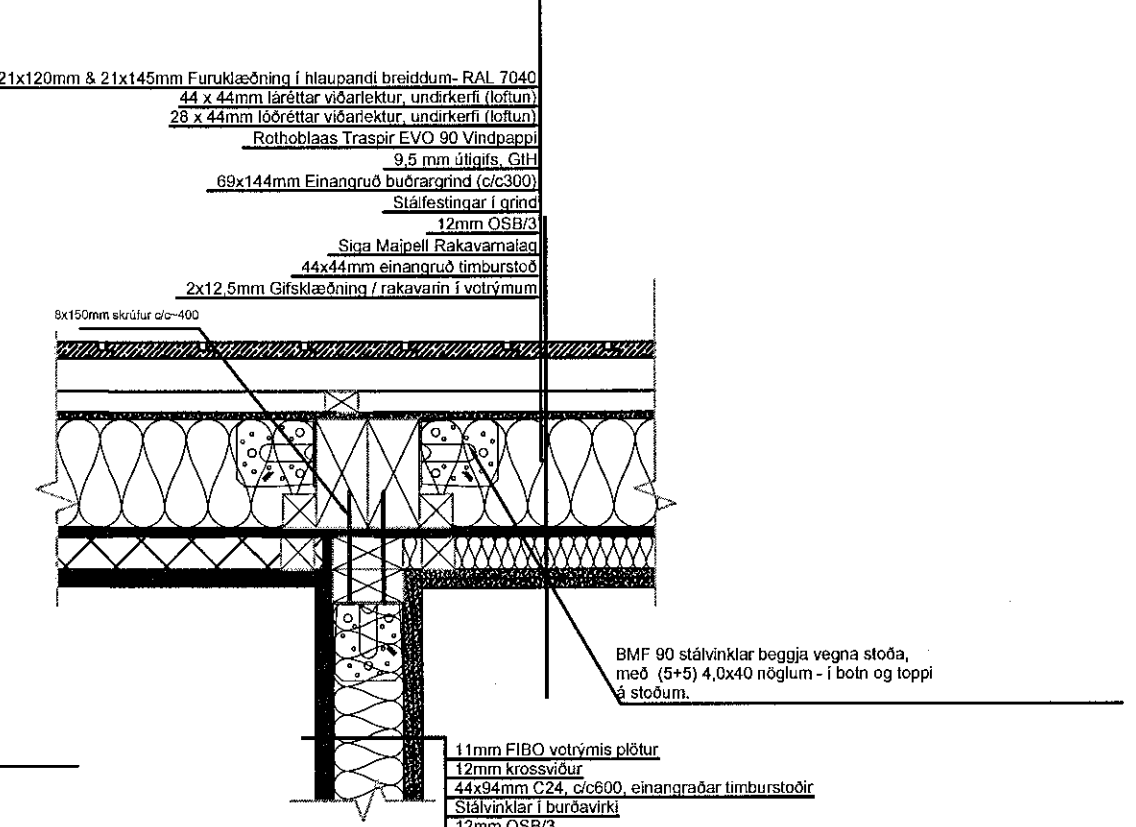 21x120mm & 21x145mm Furuklæðning í hlaupandi breiddum- RAL 7040
44 x 44mm láréttar viðarlektur, undirkerfi (loftun)
28 x 44mm lóðréttar viðarlektur, undirkerfi (loftun)
Rothoblaas Traspir EVO 90 Vindpappi
9,5 mm útigifs, GtH
69x144mm Einangruð buðrargrind (c/c300)
Stálfestingar í grind
12mm OSB/3
Siga Majpell Rakavarnalag
44x44mm einangruð timburstoð
2x12,5mm Gifsklæðning / rakavarin í votrýmum
8x150mm skrúfur c/c~400
BMF 90 stálvinklar beggja vegna stoða,
með (5+5) 4,0x40 nöglum - í botn og toppi
á stoðum.
11mm FIBO votrýmis plötur
12mm krossviður
44x94mm C24, c/c600, einangraðar timburstoðir
Stálvinklar í burðavirki
12mm OSB/3